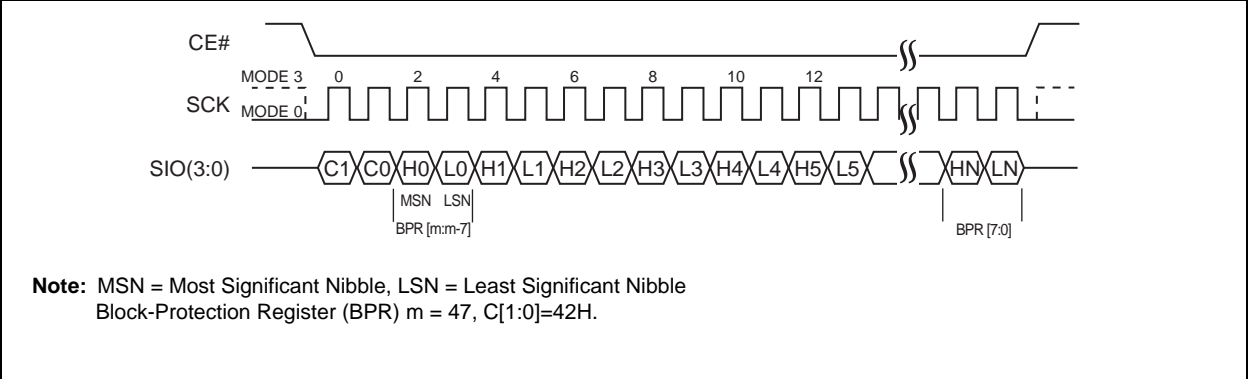 CE#
MODE 3 0 2 4 6 8 10 12
SCK
MODE 0
SIO(3:0) C1 C0 H0 L0 H1 L1 H2 L2 H3 L3 H4 L4 H5 L5 HN LN
MSN LSN
BPR [m:m-7] BPR [7:0]
Note: MSN = Most Significant Nibble, LSN = Least Significant Nibble
Block-Protection Register (BPR) m = 47, C[1:0]=42H.